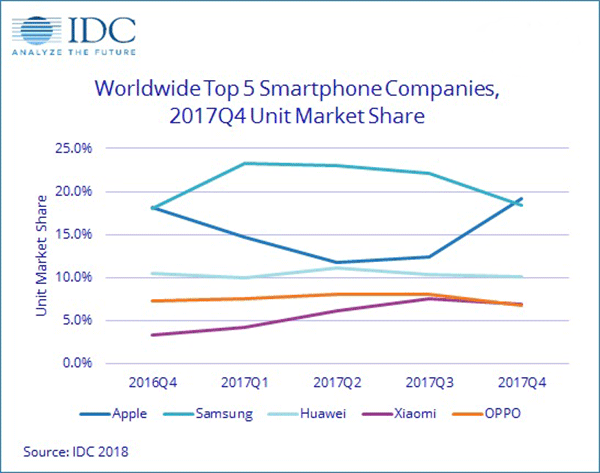 IDC
ANALYZE THE FUTURE
Worldwide Top 5 Smartphone Companies,
2017Q4 Unit Market Share
Unit Market Share
25.0%
20.0%
15.0%
10.0%
5.0%
0.0%
2016Q4 2017Q1 2017Q2 2017Q3 2017Q4
Apple Samsung Huawei Xiaomi OPPO
Source: IDC 2018